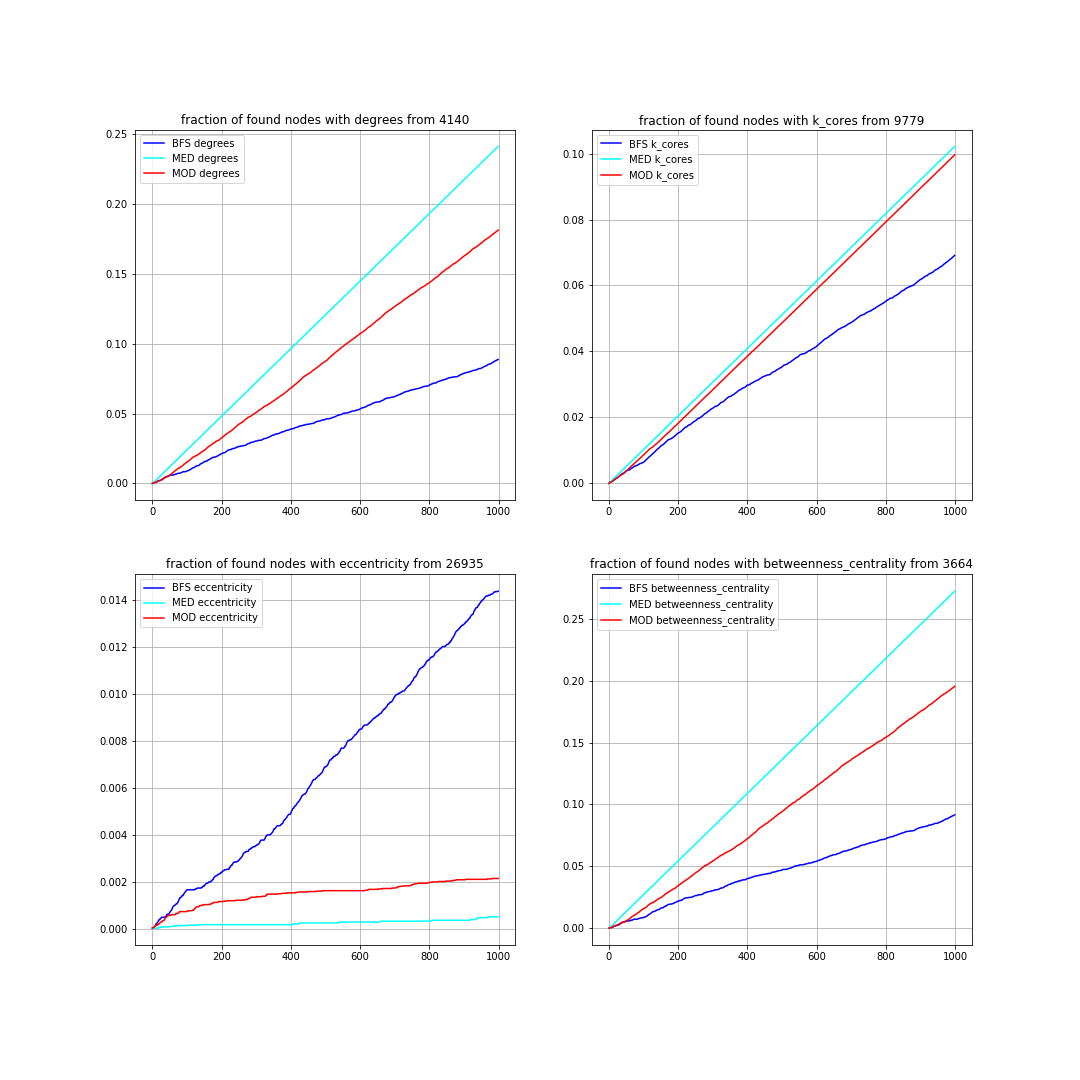 fraction of found nodes with degrees from 4140
BFS degrees
MED degrees
MOD degrees
0.25
0.20
0.15
0.10
0.05
0.00
0 200 400 600 800 1000
fraction of found nodes with k_cores from 9779
BFS k_cores
MED k_cores
MOD k_cores
0.10
0.08
0.06
0.04
0.02
0.00
0 200 400 600 800 1000
fraction of found nodes with eccentricity from 26935
BFS eccentricity
MED eccentricity
MOD eccentricity
0.014
0.012
0.010
0.008
0.006
0.004
0.002
0.000
0 200 400 600 800 1000
fraction of found nodes with betweenness_centrality from 3664
BFS betweenness_centrality
MED betweenness_centrality
MOD betweenness_centrality
0.25
0.20
0.15
0.10
0.05
0.00
0 200 400 600 800 1000